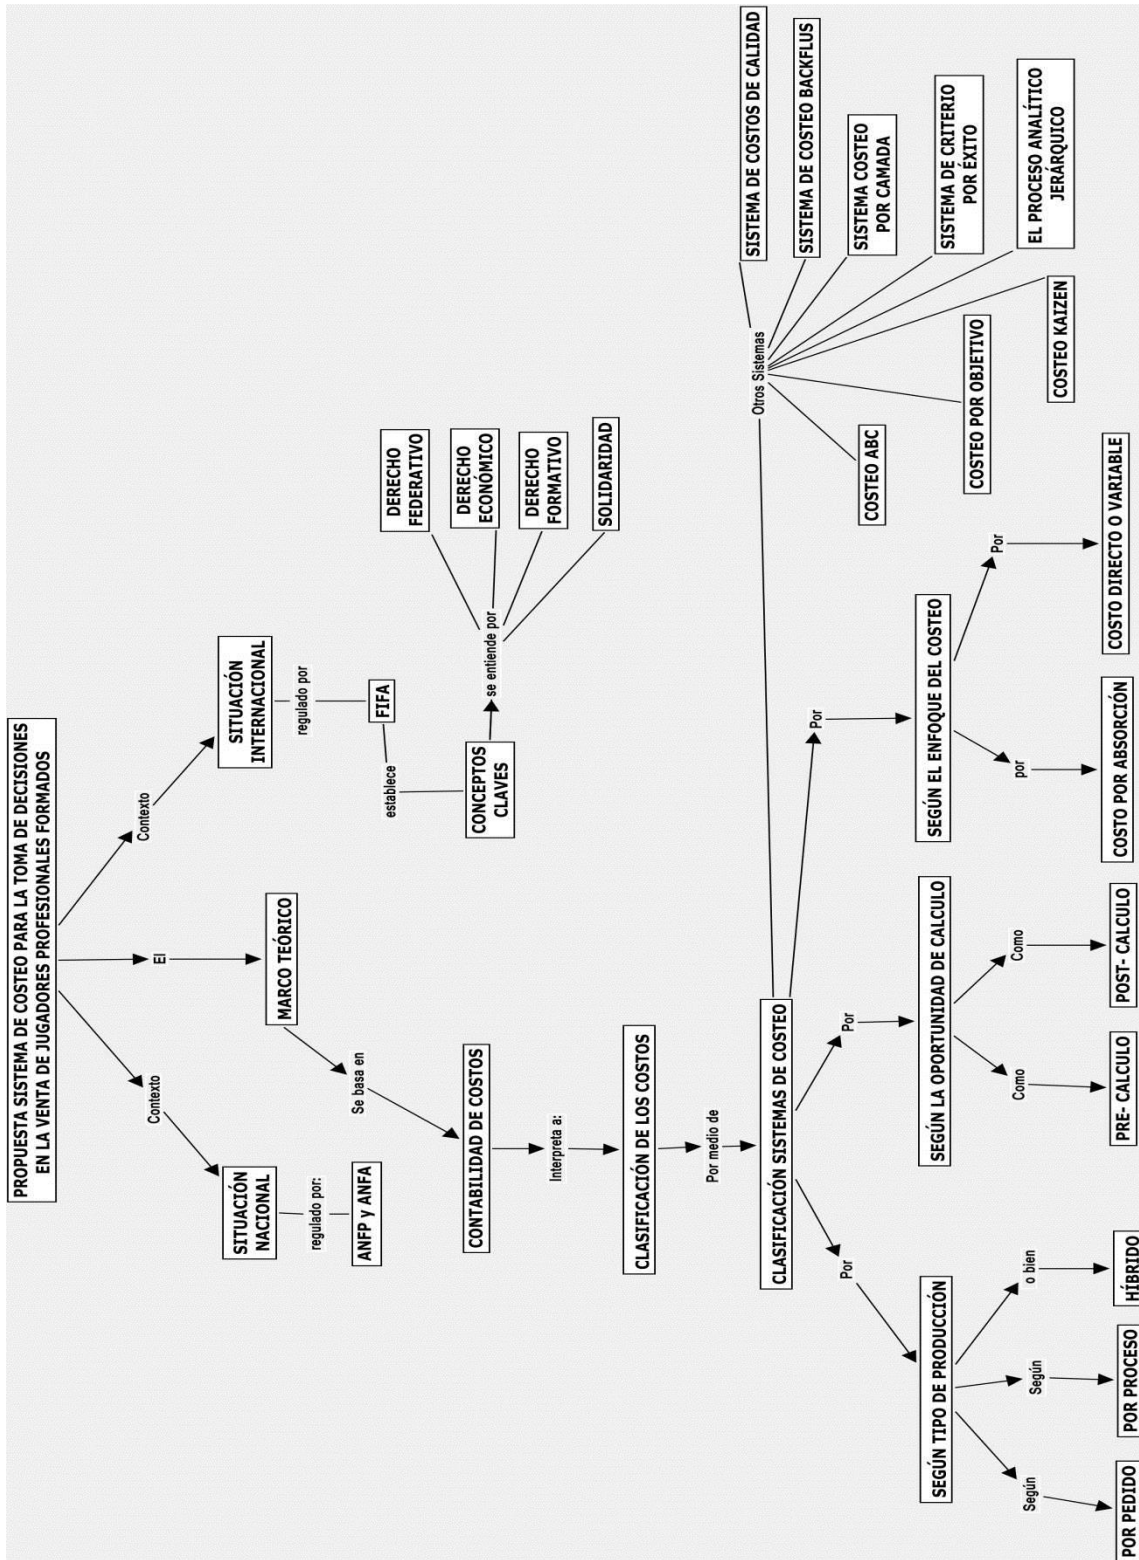 PROPUESTA SISTEMA DE COSTEO PARA LA TOMA DE DECISIONES
EN LA VENTA DE JUGADORES PROFESIONALES FORMADOS
Contexto
El
Contexto
SITUACIÓN
NACIONAL
regulado por:
ANFP y ANFA
MARCO TEÓRICO
Se basa en
SITUACIÓN
INTERNACIONAL
regulado por
FIFA
establece
CONCEPTOS
CLAVES
se entiende por
DERECHO
FEDERATIVO
DERECHO
ECONÓMICO
DERECHO
FORMATIVO
SOLIDARIDAD
CONTABILIDAD DE COSTOS
Interpreta a:
CLASIFICACIÓN DE LOS COSTOS
Por medio de
CLASIFICACIÓN SISTEMAS DE COSTEO
Por
Por
Por
Otros Sistemas
SEGÚN TIPO DE PRODUCCIÓN
Según
Según
o bien
POR PEDIDO
POR PROCESO
HÍBRIDO
SEGÚN LA OPORTUNIDAD DE CALCULO
Como
Como
PRE- CALCULO
POST- CALCULO
SEGÚN EL ENFOQUE DEL COSTEO
por
Por
COSTO POR ABSORCIÓN
COSTO DIRECTO O VARIABLE
COSTEO ABC
COSTEO POR OBJETIVO
COSTEO KAIZEN
EL PROCESO ANALÍTICO
JERÁRQUICO
SISTEMA DE CRITERIO
POR ÉXITO
SISTEMA COSTEO
POR CAMADA
SISTEMA DE COSTEO BACKFLUS
SISTEMA DE COSTOS DE CALIDAD